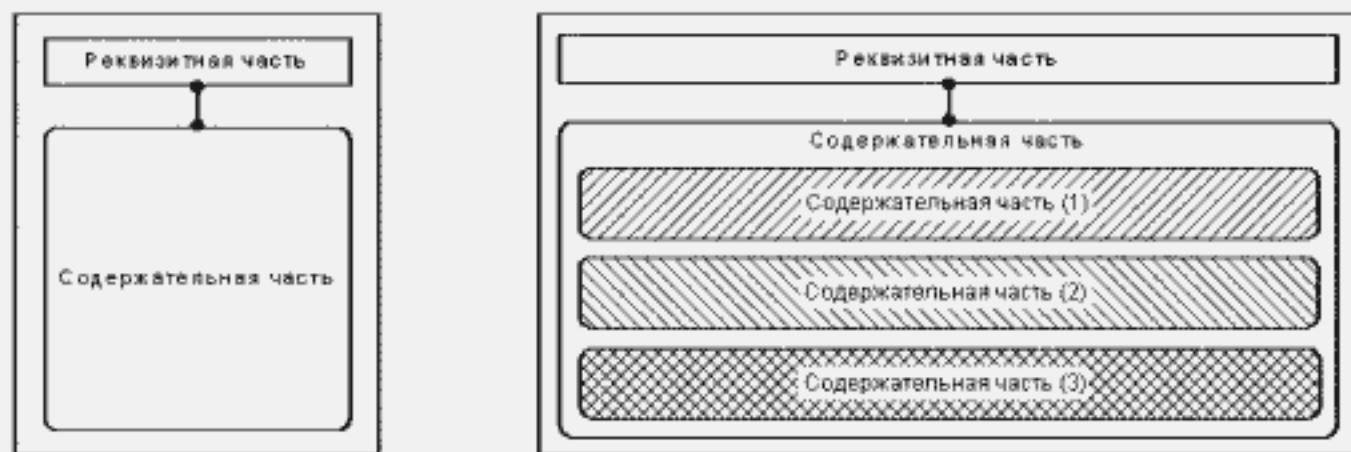 Реквизитная часть
Содержательная часть
Реквизитная часть
Содержательная часть
Содержательная часть (1)
Содержательная часть (2)
Содержательная часть (3)